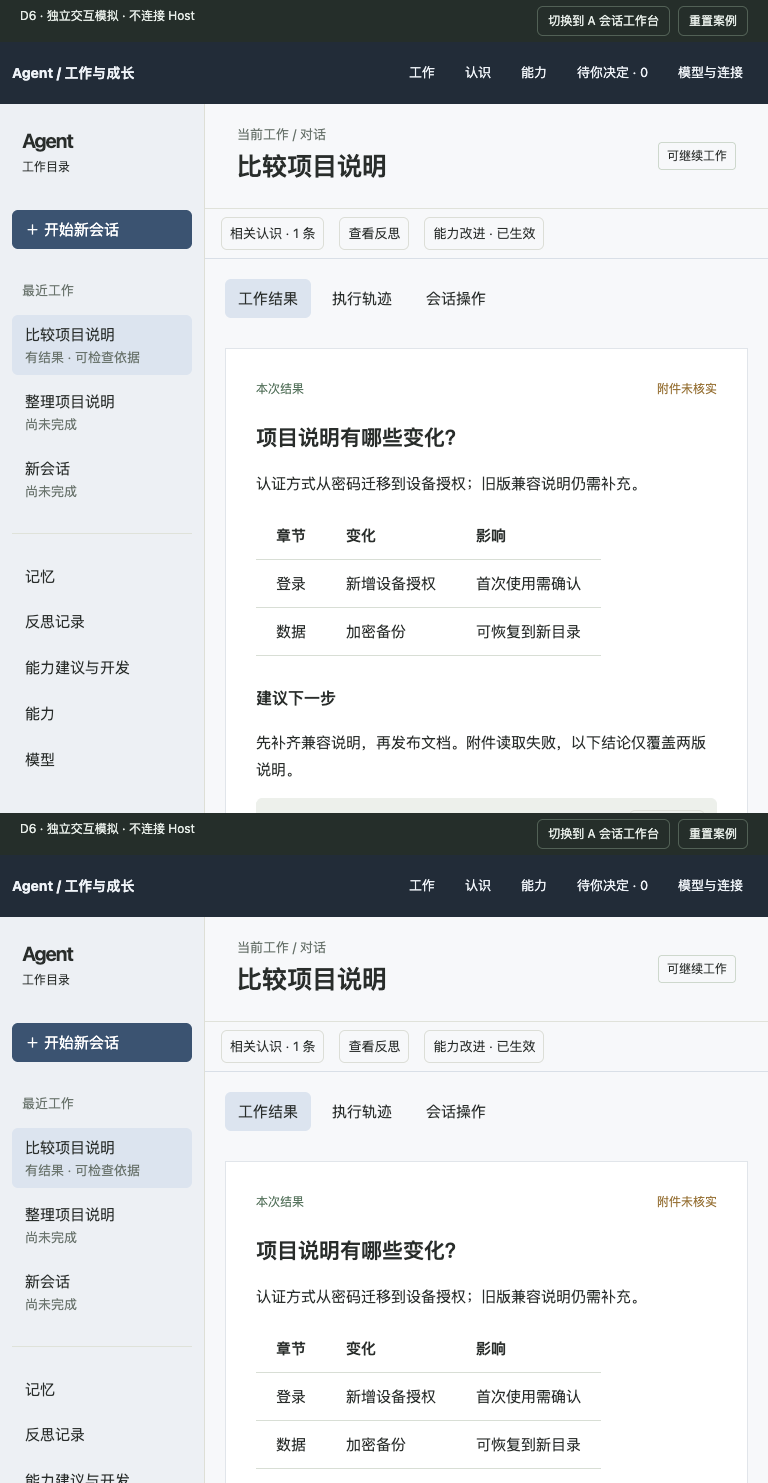 D6 · 独立交互模拟 · 不连接 Host
切换到 A 会话工作台
重置案例
Agent / 工作与成长
工作
认识
能力
待你决定 · 0
模型与连接
Agent
工作目录
＋ 开始新会话
最近工作
比较项目说明
有结果 · 可检查依据
整理项目说明
尚未完成
新会话
尚未完成
记忆
反思记录
能力建议与开发
能力
模型
当前工作 / 对话
比较项目说明
可继续工作
相关认识 · 1 条
查看反思
能力改进 · 已生效
工作结果
执行轨迹
会话操作
本次结果
附件未核实
项目说明有哪些变化?
认证方式从密码迁移到设备授权；旧版兼容说明仍需补充。
章节 变化 影响
登录 新增设备授权 首次使用需确认
数据 加密备份 可恢复到新目录
建议下一步
先补齐兼容说明，再发布文档。附件读取失败，以下结论仅覆盖两版
说明。
D6 · 独立交互模拟 · 不连接 Host
切换到 A 会话工作台
重置案例
Agent / 工作与成长
工作
认识
能力
待你决定 · 0
模型与连接
Agent
工作目录
＋ 开始新会话
最近工作
比较项目说明
有结果 · 可检查依据
整理项目说明
尚未完成
新会话
尚未完成
记忆
反思记录
能力建议与开发
当前工作 / 对话
比较项目说明
可继续工作
相关认识 · 1 条
查看反思
能力改进 · 已生效
工作结果
执行轨迹
会话操作
本次结果
附件未核实
项目说明有哪些变化?
认证方式从密码迁移到设备授权；旧版兼容说明仍需补充。
章节 变化 影响
登录 新增设备授权 首次使用需确认
数据 加密备份 可恢复到新目录